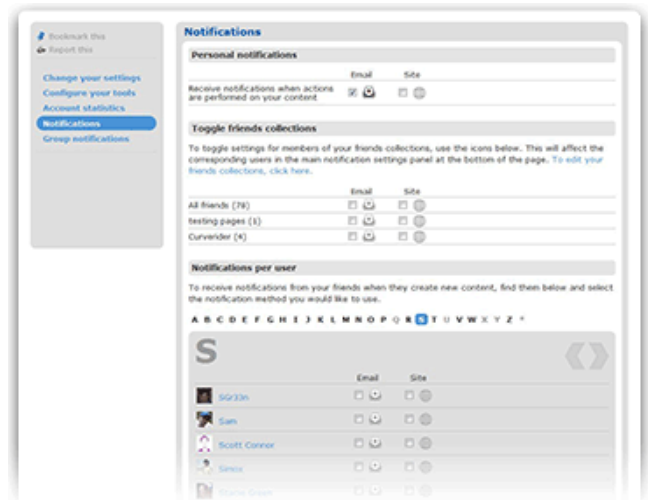 Bookmark this
Report this
Change your settings
Configure your tools
Account statistics
Notifications
Group notifications
Notifications
Personal notifications
Email Site
Receive notifications when actions
are performed on your content
Toggle friends collections
To toggle settings for members of your friends collections, use the icons below. This will affect the
corresponding users in the main notification settings panel at the bottom of the page. To edit your
friends collections, click here.
Email Site
All friends (79)
testing pages (1)
Curverider (4)
Notifications per user
To receive notifications from your friends when they create new content, find them below and select
the notification method you would like to use.
A B C D E F G H I J K L M N O P Q R S T U V W X Y Z *
S
Email Site
SGr33n
Sam
Scott Connor